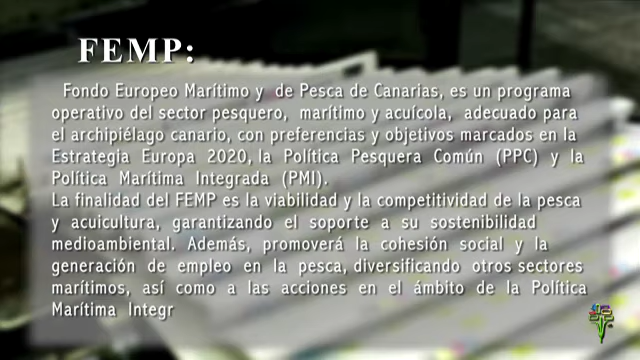 FEMP:
Fondo Europeo Marítimo y de Pesca de Canarias, es un programa
operativo del sector pesquero, marítimo y acuícola, adecuado para
el archipiélago canario, con preferencias y objetivos marcados en la
Estrategia Europa 2020, la Política Pesquera Común (PPC) y la
Política Marítima Integrada (PMI).
La finalidad del FEMP es la viabilidad y la competitividad de la pesca
y acuicultura, garantizando el soporte a su sostenibilidad
medioambiental. Además, promoverá la cohesión social y la
generación de empleo en la pesca, diversificando otros sectores
marítimos, así como a las acciones en el ámbito de la Política
Marítima Integr